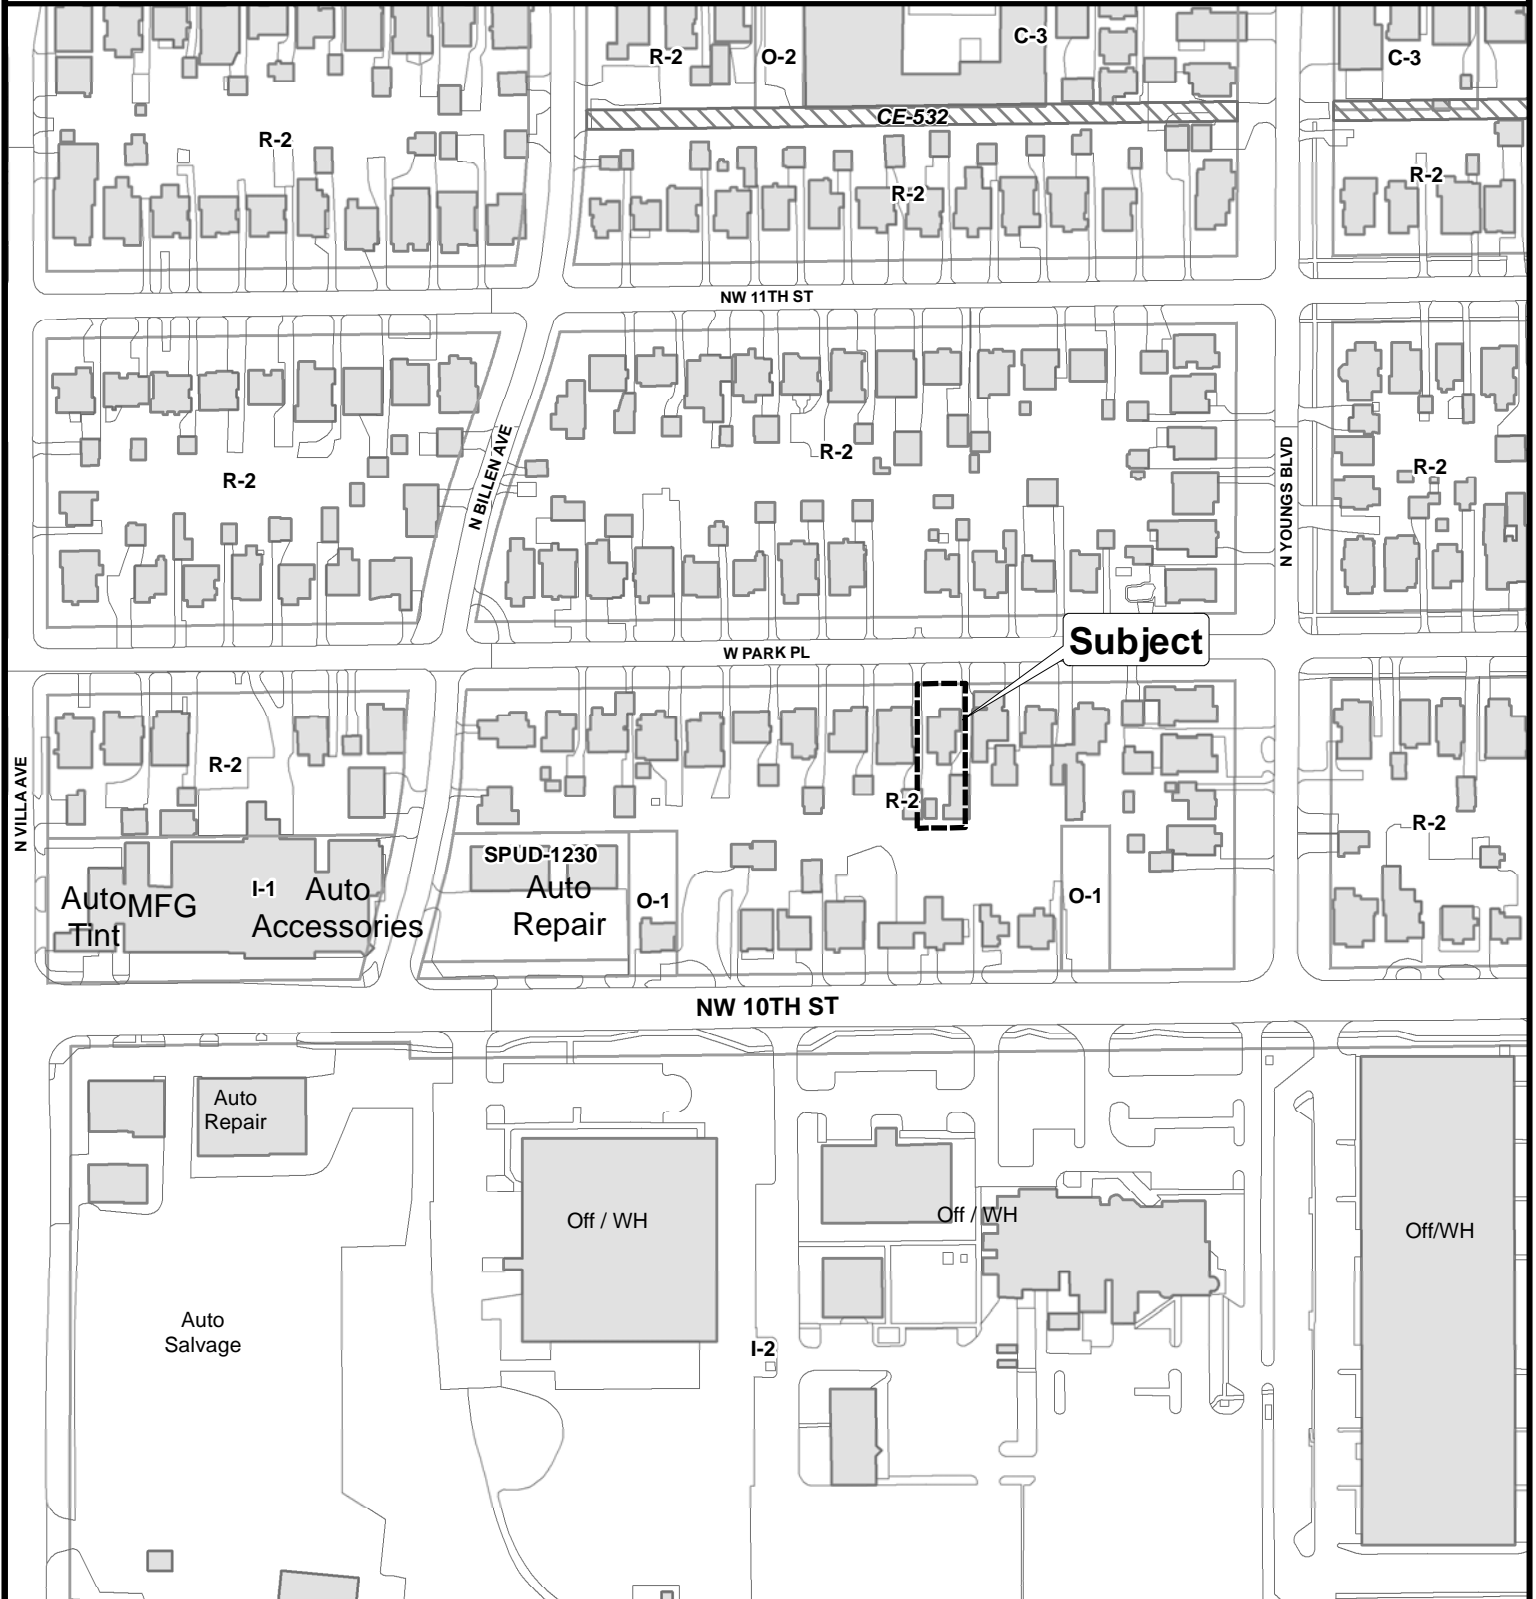 C-3
R-2
O-2
C-3
CE-532
R-2
R-2
R-2
NW 11TH ST
N BILLEN AVE
N YOUNGS BLVD
R-2
R-2
R-2
Subject
W PARK PL
N VILLA AVE
R-2
R-2
R-2
SPUD-1230
Auto
Repair
I-1
Auto
Accessories
Auto
Tint
MFG
O-1
O-1
NW 10TH ST
Auto
Repair
Off / WH
Off / WH
Off/WH
Auto
Salvage
I-2